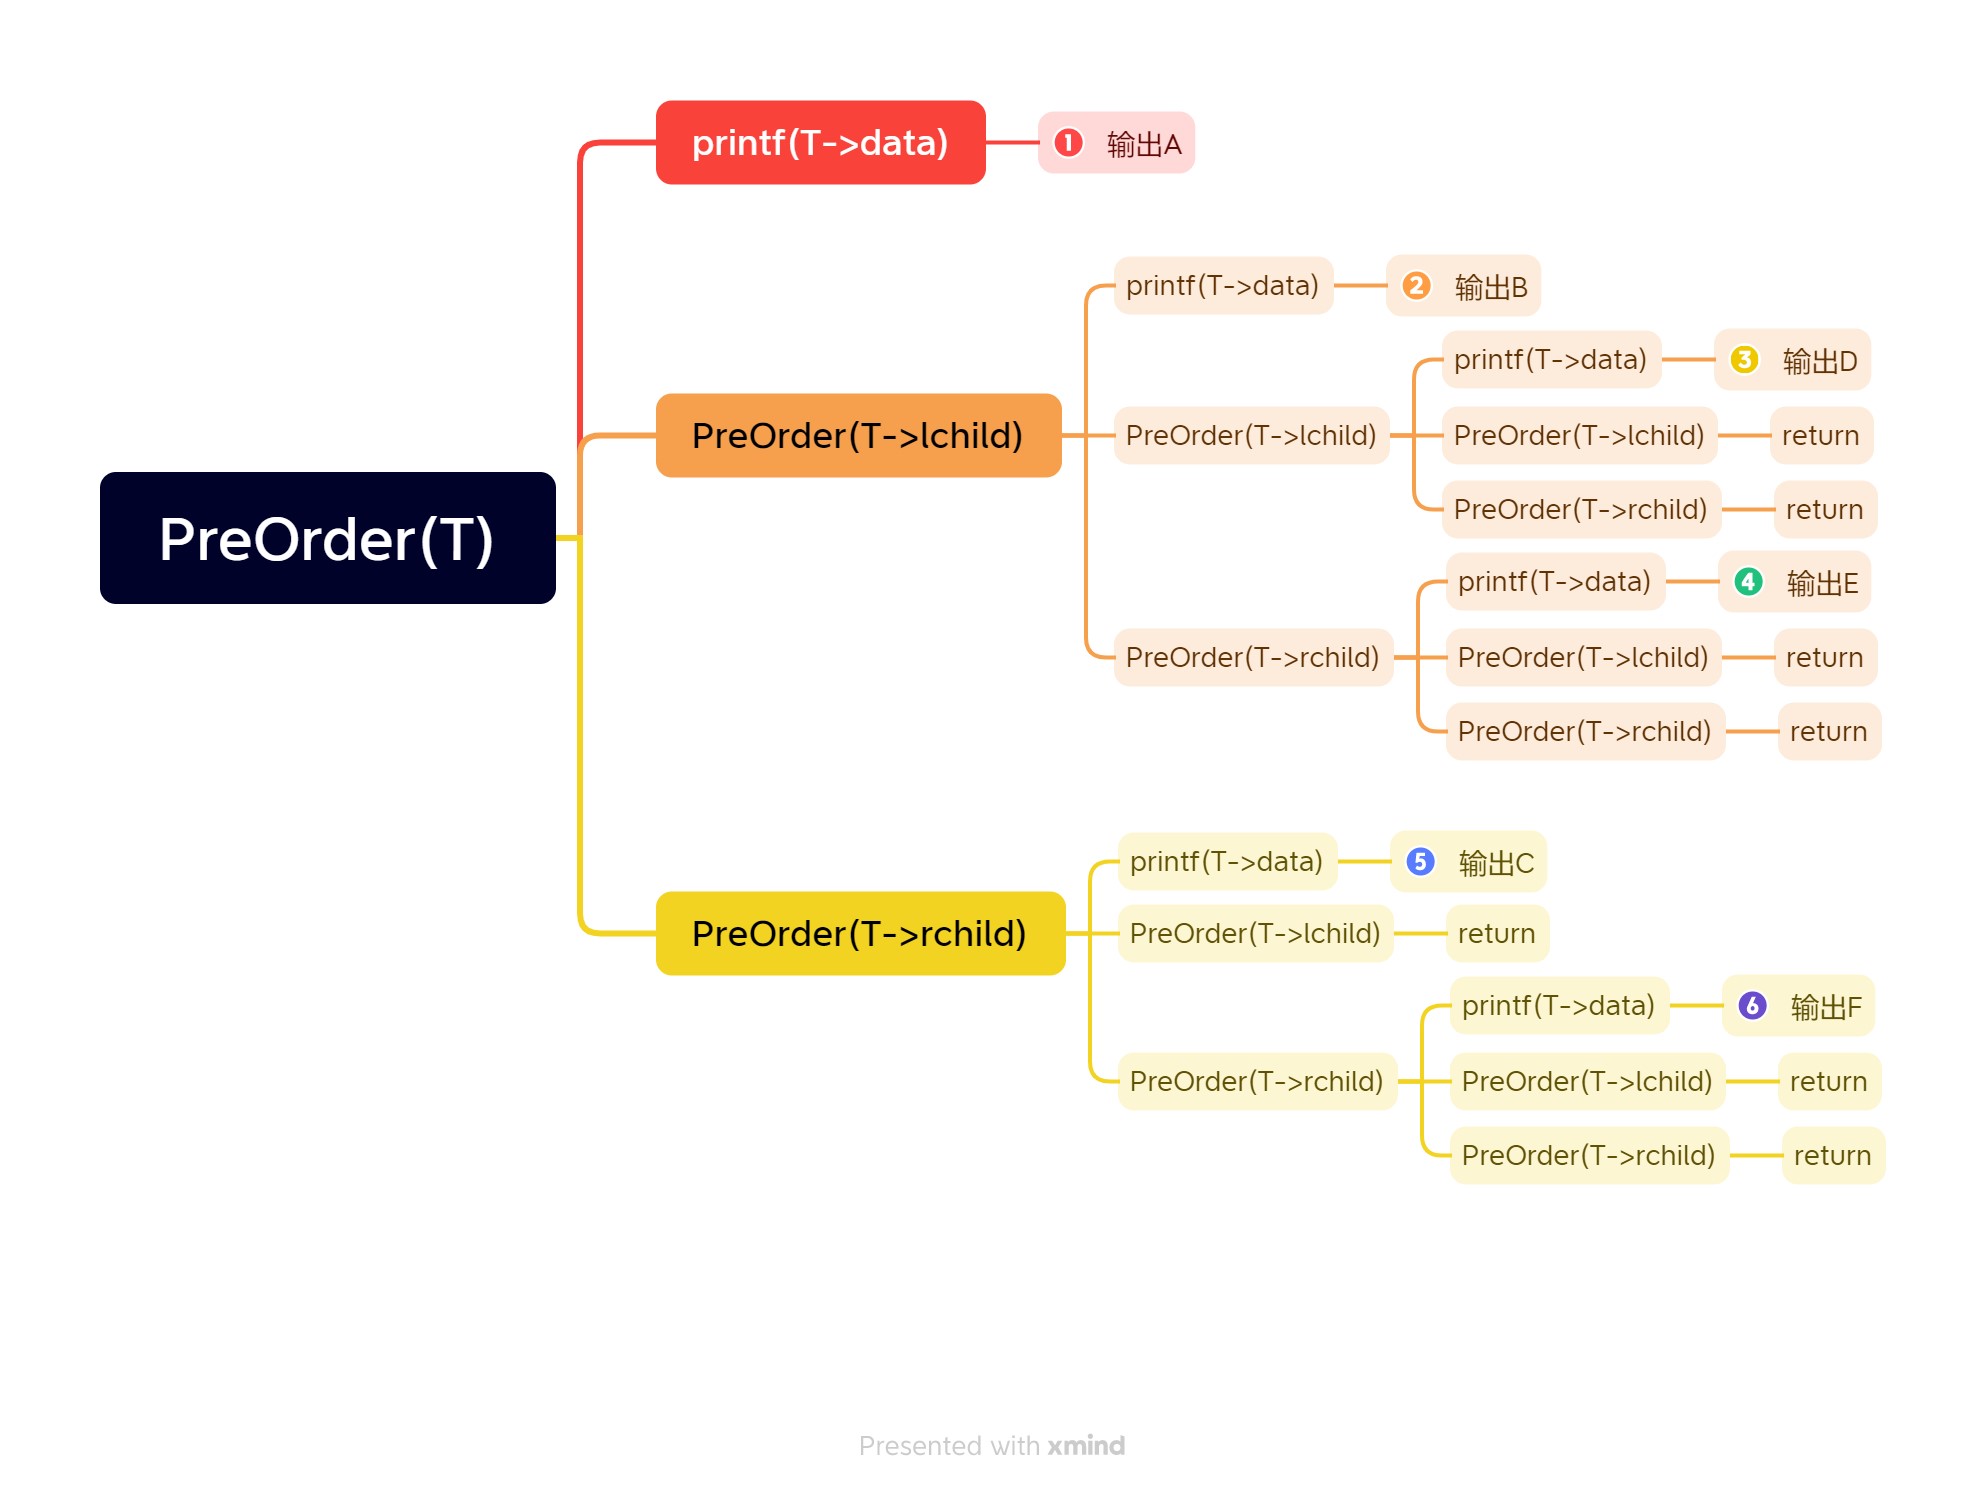 PreOrder(T)
printf(T->data)
1 输出A
PreOrder(T->lchild)
printf(T->data)
2 输出B
PreOrder(T->lchild)
printf(T->data)
3 输出D
PreOrder(T->lchild)
return
PreOrder(T->rchild)
return
PreOrder(T->rchild)
printf(T->data)
4 输出E
PreOrder(T->lchild)
return
PreOrder(T->rchild)
return
PreOrder(T->rchild)
printf(T->data)
5 输出C
PreOrder(T->lchild)
return
PreOrder(T->rchild)
printf(T->data)
6 输出F
PreOrder(T->lchild)
return
PreOrder(T->rchild)
return
Presented with xmind